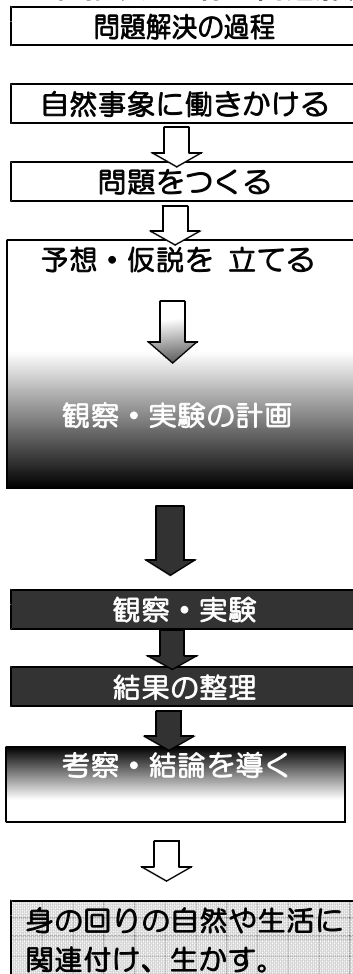 問題解決の過程
自然事象に働きかける
問題をつくる
予想・仮説を 立てる
観察・実験の計画
観察・実験
結果の整理
考察・結論を導く
身の回りの自然や生活に
関連付け、生かす。